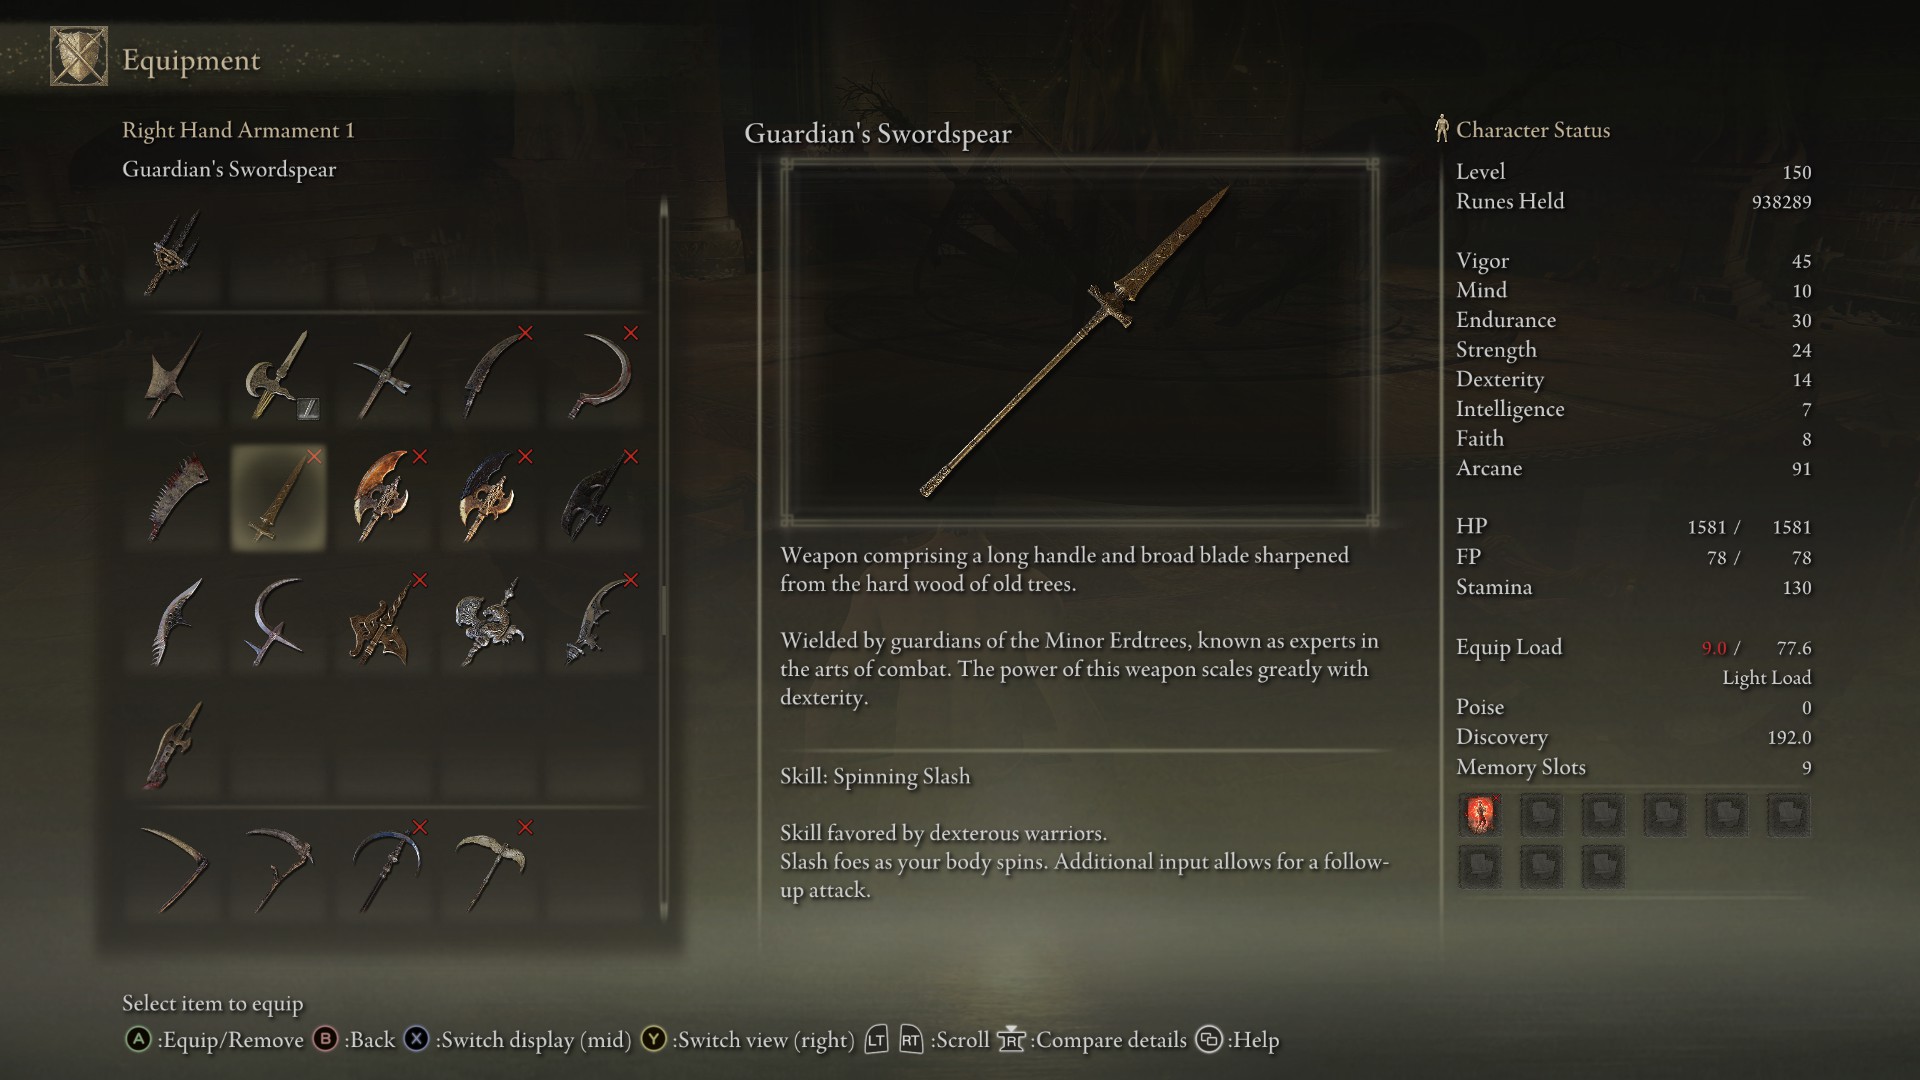 Equipment
Right Hand Armament 1
Guardian's Swordspear
Guardian's Swordspear
Weapon comprising a long handle and broad blade sharpened
from the hard wood of old trees.
Wielded by guardians of the Minor Erdtrees, known as experts in
the arts of combat. The power of this weapon scales greatly with
dexterity.
Skill: Spinning Slash
Skill favored by dexterous warriors.
Slash foes as your body spins. Additional input allows for a follow-
up attack.
Character Status
Level 150
Runes Held 938289
Vigor 45
Mind 10
Endurance 30
Strength 24
Dexterity 14
Intelligence 7
Faith 8
Arcane 91
HP 1581 / 1581
FP 78 / 78
Stamina 130
Equip Load 9.0 / 77.6
Light Load
Poise 0
Discovery 192.0
Memory Slots 9
Select item to equip
A :Equip/Remove B :Back X :Switch display (mid) Y :Switch view (right) LT RT :Scroll R :Compare details :Help